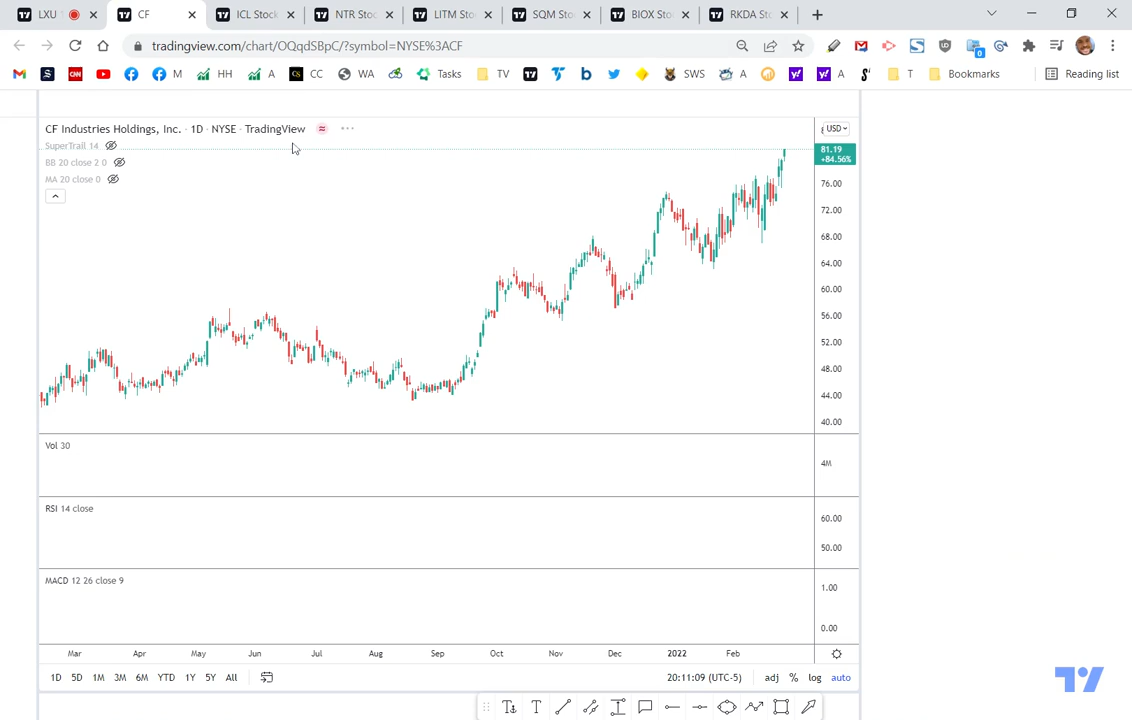 LXU
CF
ICL Stock
NTR Stoc
LITM Sto
SQM Sto
BIOX Stoc
RKDA Stoc
tradingview.com/chart/OQqdSBpC/?symbol=NYSE%3ACF
CNN
M
HH
A
CS
CC
WA
Tasks
TV
SWS
A
A
T
Bookmarks
Reading list
CF Industries Holdings, Inc. · 1D · NYSE · TradingView
SuperTrail 14
BB 20 close 2 0
MA 20 close 0
USD
81.19
+84.56%
76.00
72.00
68.00
64.00
60.00
56.00
52.00
48.00
44.00
40.00
Vol 30
4M
RSI 14 close
60.00
50.00
MACD 12 26 close 9
1.00
0.00
Mar Apr May Jun Jul Aug Sep Oct Nov Dec 2022 Feb
1D 5D 1M 3M 6M YTD 1Y 5Y All
20:11:09 (UTC-5)
adj % log auto